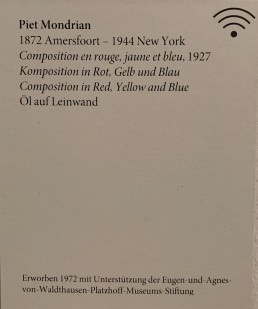 Piet Mondrian
1872 Amersfoort – 1944 New York
Composition en rouge, jaune et bleu, 1927
Komposition in Rot, Gelb und Blau
Composition in Red, Yellow and Blue
Öl auf Leinwand
Erworben 1972 mit Unterstützung der Eugen-und-Agnes-
von-Waldthausen-Platzhoff-Museums-Stiftung